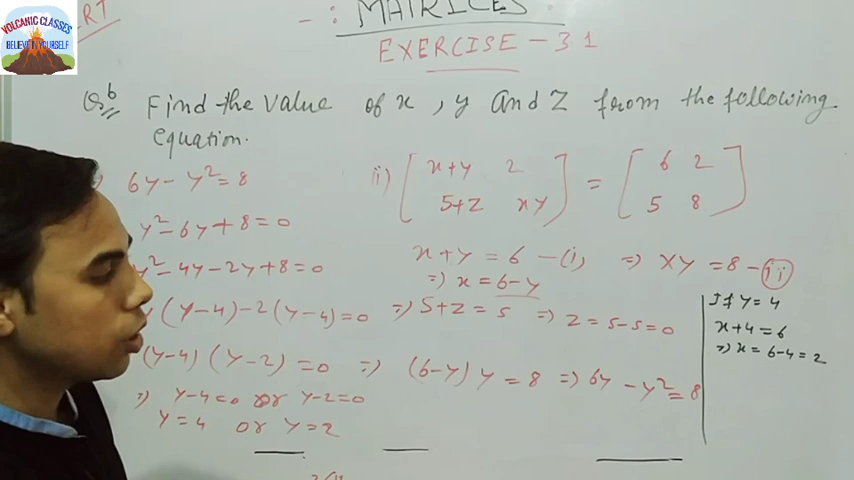 VOLCANIC CLASSES
BELIEVE IN YOURSELF
-: MATRICES :-
EXERCISE - 3 1
Q 6 Find the value of x, y and Z from the following
equation.
6y - y² = 8
y² - 6y + 8 = 0
y² - 4y - 2y + 8 = 0
(y-4) - 2(y-4) = 0
(y-4) (y-2) = 0
⇒ y-4=0 or y-2=0
y=4 or y=2
ii) [x+y 2] = [6 2]
[5+z xy] [5 8]
x+y = 6 -(i) ⇒ xy = 8 -(ii)
⇒ x = 6-y
⇒ 5+z = 5 ⇒ z = 5-5=0
⇒ (6-y) y = 8 ⇒ 6y - y² = 8
If y= 4
x+4=6
⇒ x = 6-4=2